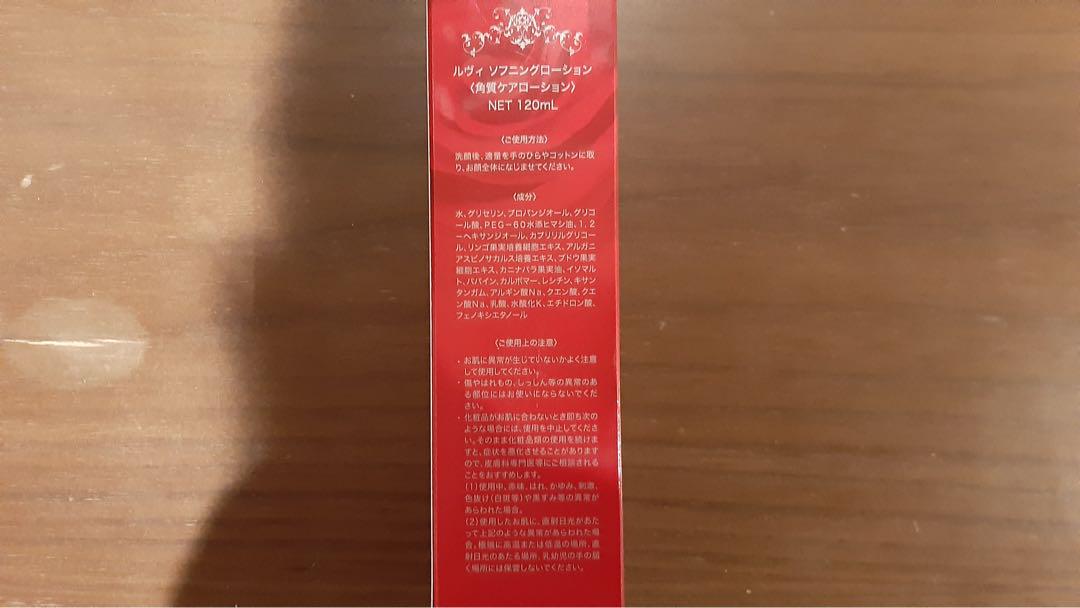 ルヴィ ソフニングローション
〈角質ケアローション〉
NET 120mL
〈ご使用方法〉
洗顔後、適量を手のひらやコットンに取
り、お顔全体になじませてください。
〈成分〉
水、グリセリン、プロパンジオール、グリコ
ール酸、PEG-60水添ヒマシ油、1,2
-ヘキサンジオール、カプリリルグリコー
ル、リンゴ果実培養細胞エキス、アルガニ
アスピノサカルス培養エキス、ブドウ果実
細胞エキス、カニナバラ果実油、イソマル
ト、パパイン、カルボマー、レシチン、キサン
タンガム、アルギン酸Na、クエン酸、クエ
ン酸Na、乳酸、水酸化K、エチドロン酸、
フェノキシエタノール
〈ご使用上の注意〉
・お肌に異常が生じていないかよく注意
して使用してください。
・傷やはれもの、しっしん等の異常のあ
る部位にはお使いにならないでくだ
さい。
・化粧品がお肌に合わないとき即ち次の
ような場合には、使用を中止してくださ
い。そのまま化粧品類の使用を続けま
すと、症状を悪化させることがあります
ので、皮膚科専門医等にご相談される
ことをおすすめします。
(1)使用中、赤味、はれ、かゆみ、刺激、
色抜け(白斑等)や黒ずみ等の異常が
あらわれた場合。
(2)使用したお肌に、直射日光があた
って上記のような異常があらわれた場
合。極端に高温または低温の場所、直
射日光のあたる場所、乳幼児の手の届
く場所には保管しないでください。